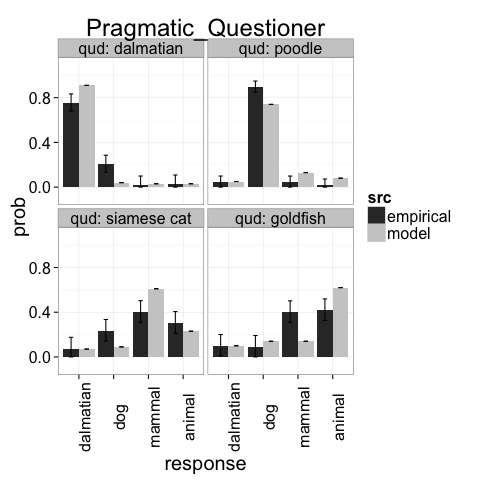 Pragmatic_Questioner
qud: dalmatian
qud: poodle
0.8
0.4
0.0
qud: siamese cat
qud: goldfish
0.8
0.4
0.0
prob
dalmatian
dog
mammal
animal
dalmatian
dog
mammal
animal
response
src
empirical
model